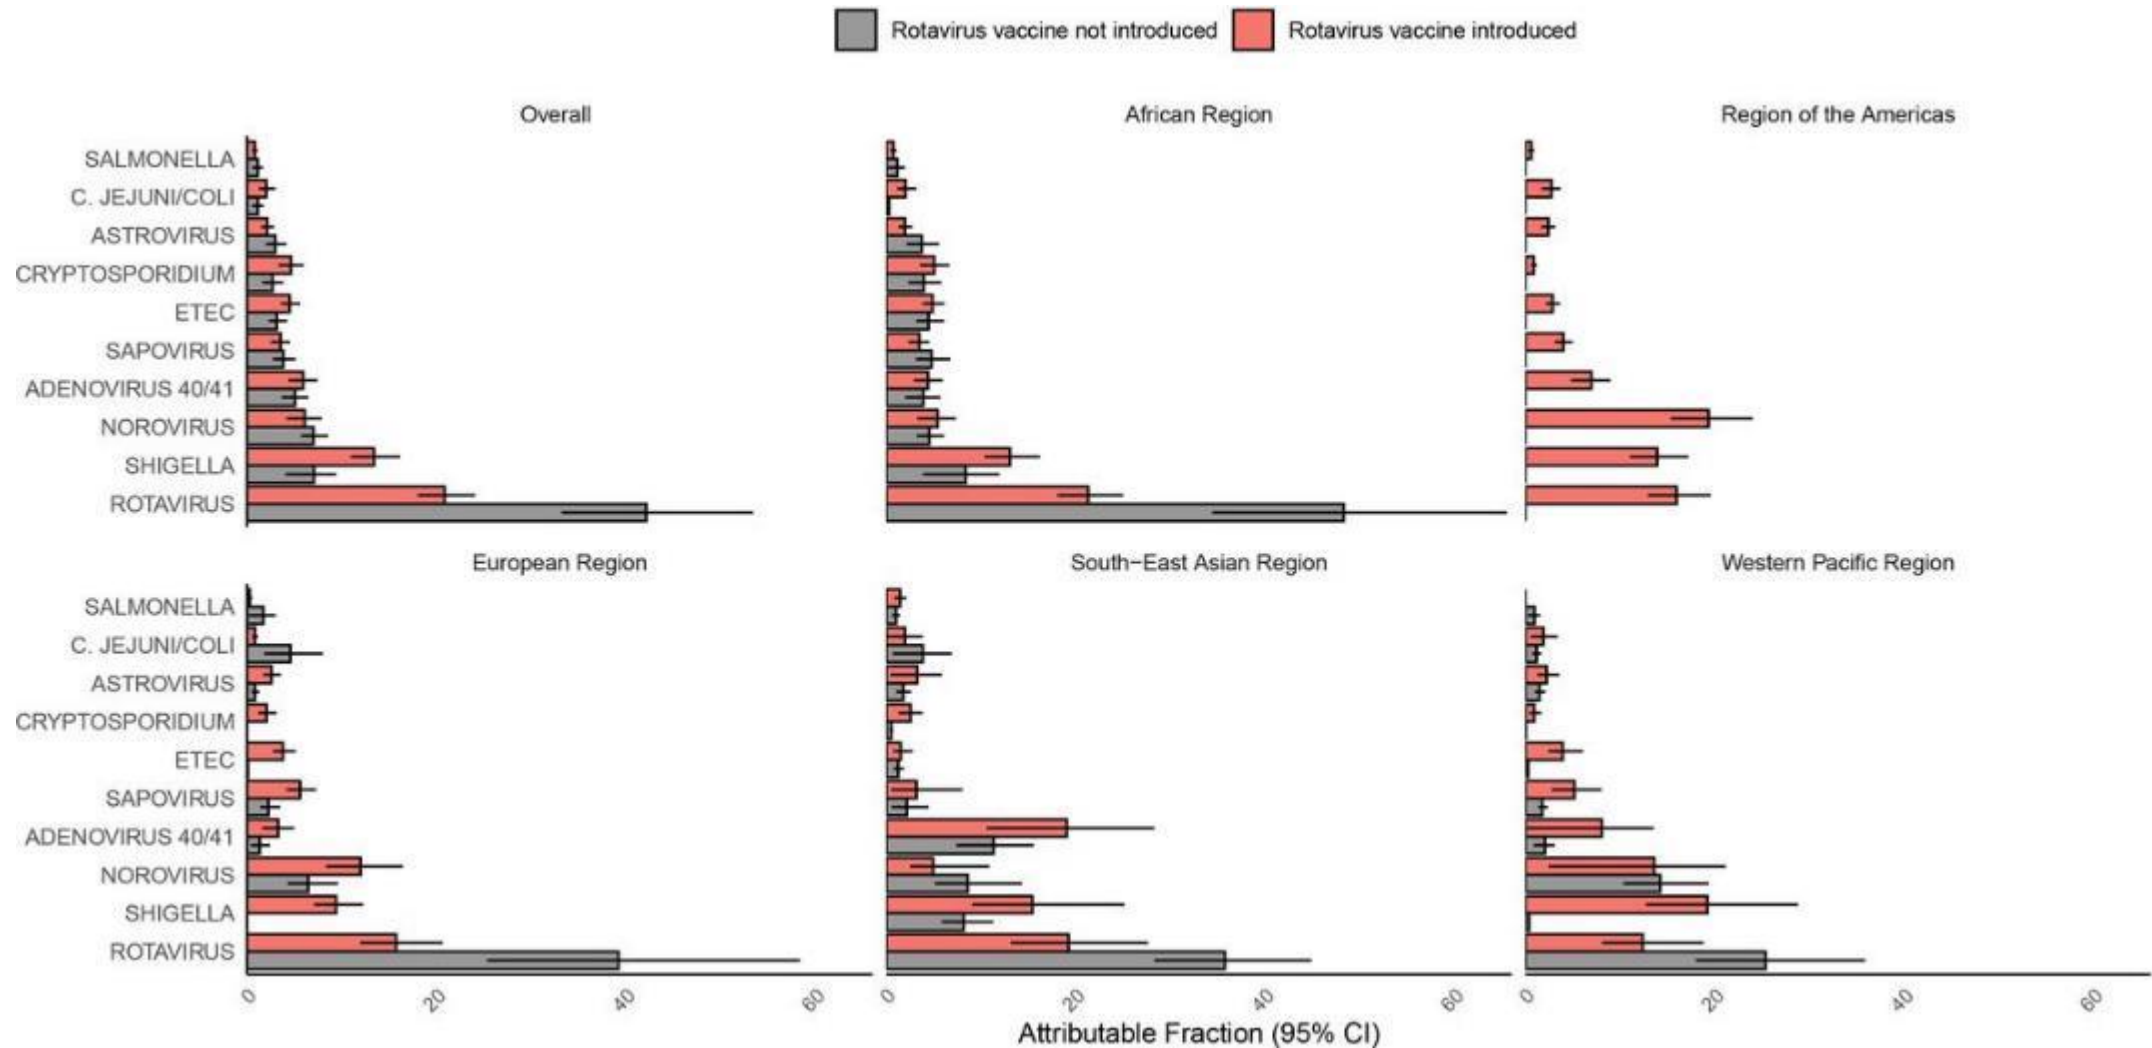 Rotavirus vaccine not introduced Rotavirus vaccine introduced
Overall African Region Region of the Americas
SALMONELLA
C. JEJUNI/COLI
ASTROVIRUS
CRYPTOSPORIDIUM
ETEC
SAPOVIRUS
ADENOVIRUS 40/41
NOROVIRUS
SHIGELLA
ROTAVIRUS
European Region South−East Asian Region Western Pacific Region
SALMONELLA
C. JEJUNI/COLI
ASTROVIRUS
CRYPTOSPORIDIUM
ETEC
SAPOVIRUS
ADENOVIRUS 40/41
NOROVIRUS
SHIGELLA
ROTAVIRUS
0 20 40 60 0 20 40 60 0 20 40 60
Attributable Fraction (95% CI)